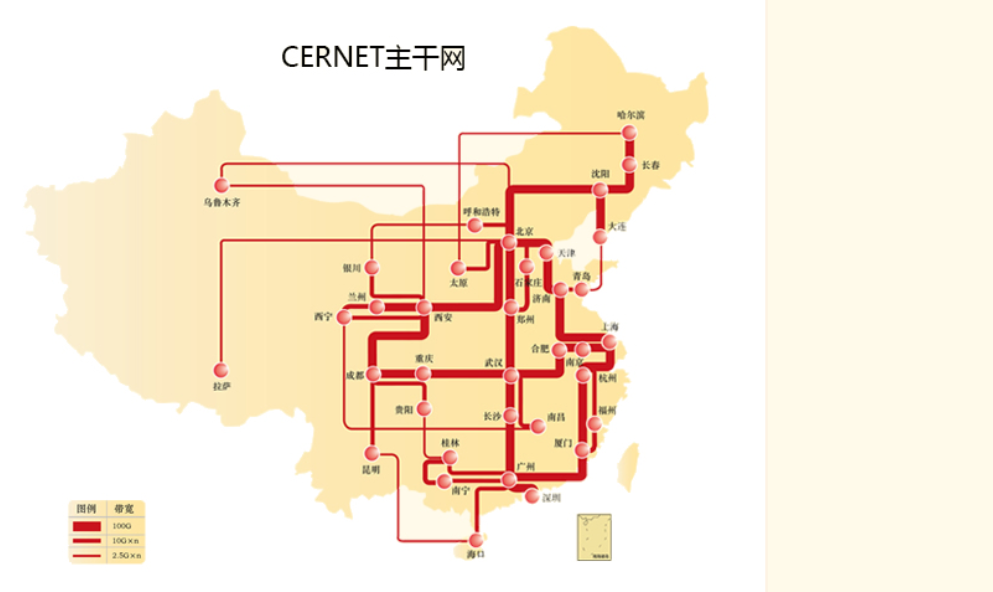 CERNET主干网
哈尔滨
长春
沈阳
乌鲁木齐
呼和浩特
大连
北京
天津
银川
太原
石家庄
青岛
兰州
济南
西宁
西安
郑州
上海
合肥
南京
重庆
武汉
成都
杭州
贵阳
长沙
南昌
福州
拉萨
桂林
厦门
昆明
广州
南宁
深圳
海口
图例 带宽
100G
10G×n
2.5G×n